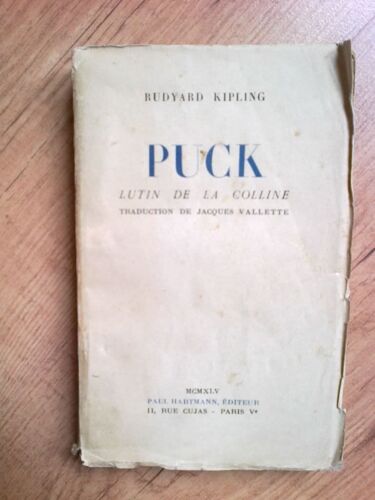 RUDYARD KIPLING
PUCK
LUTIN DE LA COLLINE
TRADUCTION DE JACQUES VALLETTE
MCMXLV
PAUL HARTMANN, ÉDITEUR
11, RUE CUJAS - PARIS Vᵉ